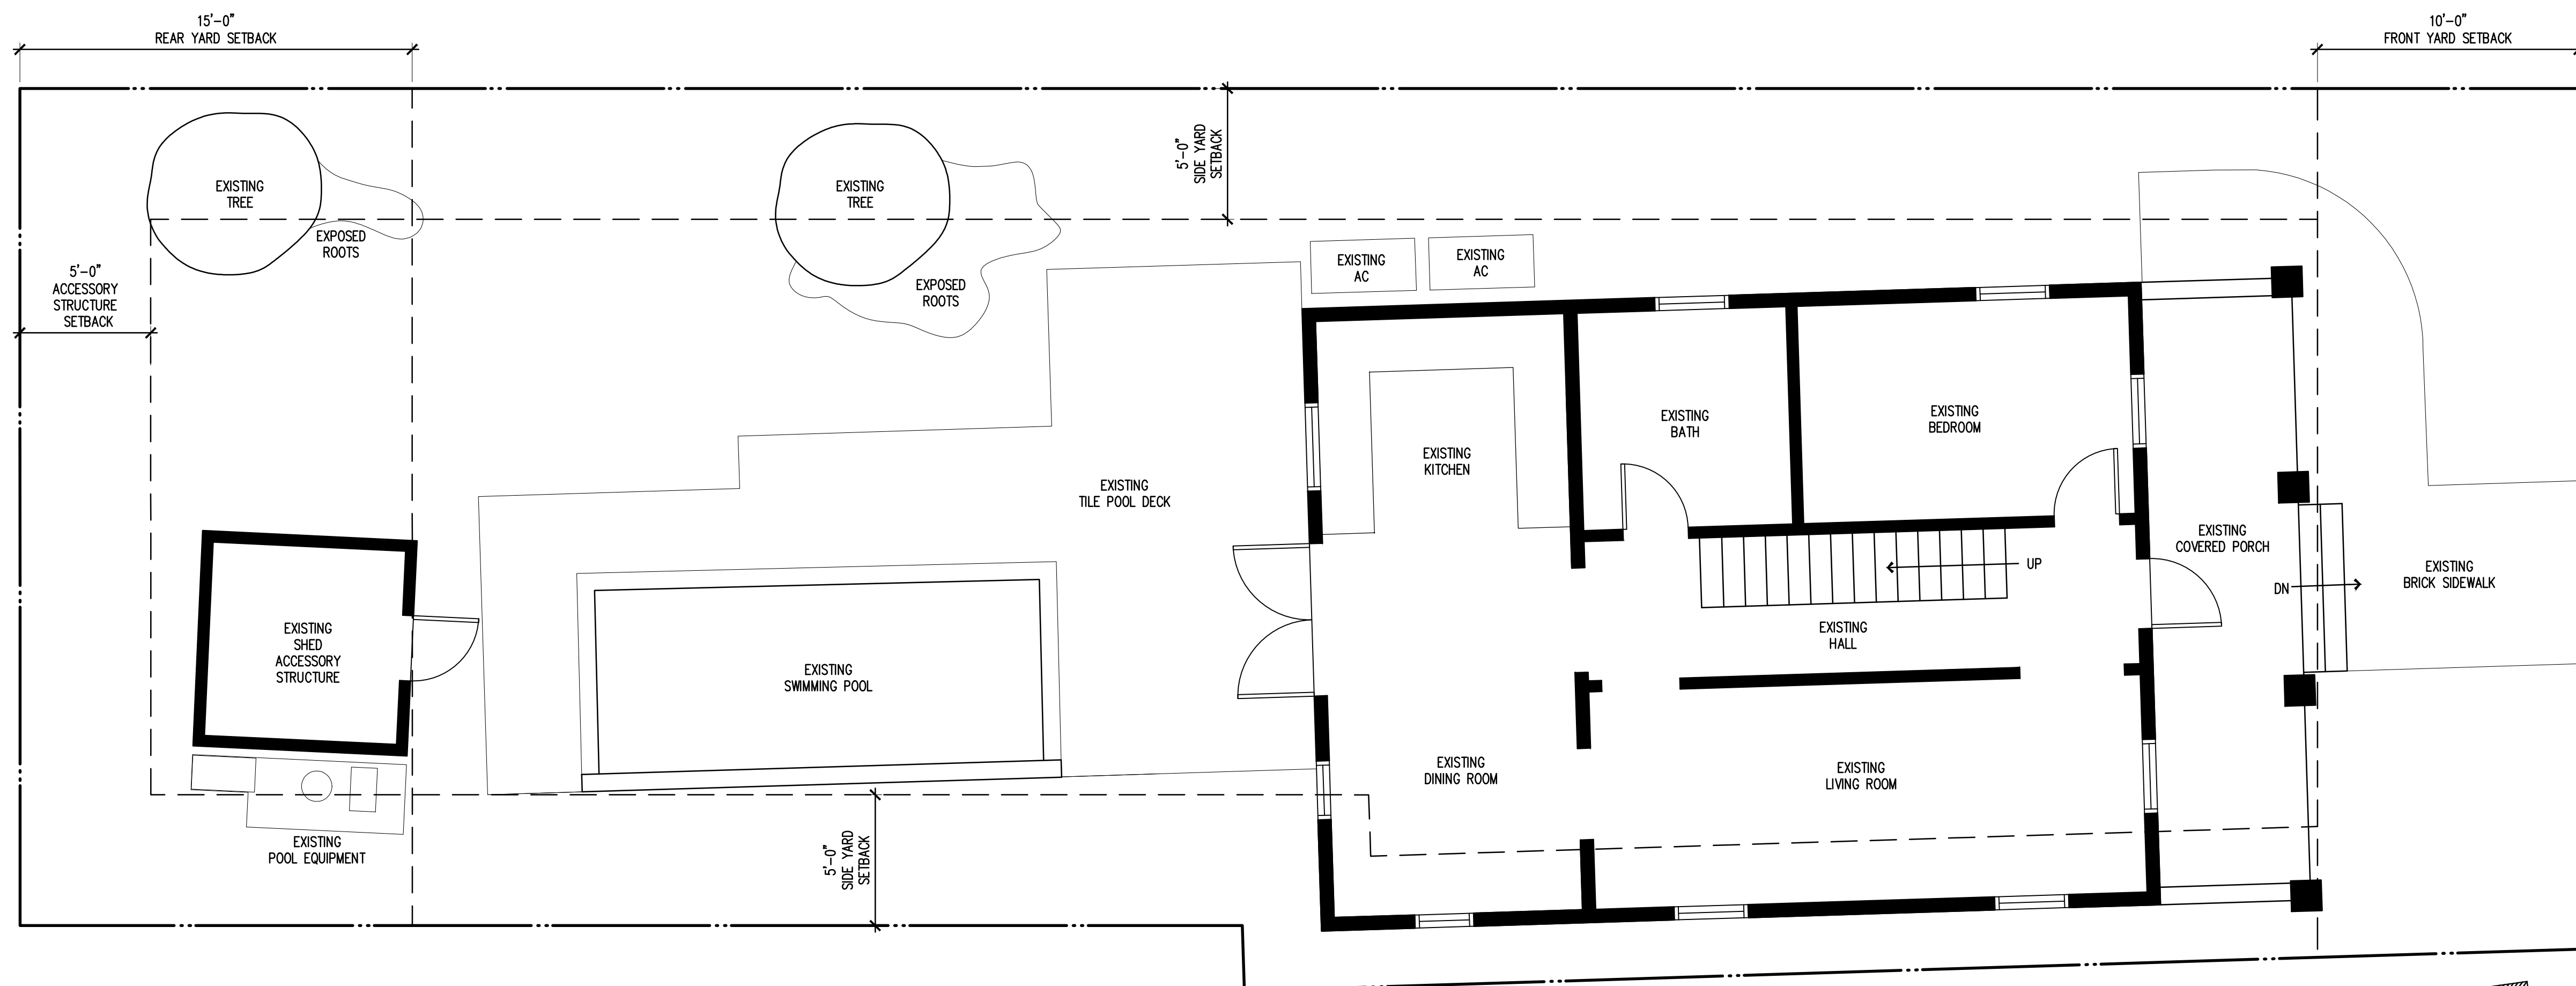 15'-0"
REAR YARD SETBACK
10'-0"
FRONT YARD SETBACK
5'-0"
SIDE YARD
SETBACK
EXISTING
TREE
EXPOSED
ROOTS
EXISTING
TREE
EXPOSED
ROOTS
5'-0"
ACCESSORY
STRUCTURE
SETBACK
EXISTING
AC
EXISTING
AC
EXISTING
BATH
EXISTING
BEDROOM
EXISTING
KITCHEN
EXISTING
TILE POOL DECK
EXISTING
COVERED PORCH
UP
DN
EXISTING
BRICK SIDEWALK
EXISTING
HALL
EXISTING
SHED
ACCESSORY
STRUCTURE
EXISTING
SWIMMING POOL
EXISTING
DINING ROOM
EXISTING
LIVING ROOM
EXISTING
POOL EQUIPMENT
5'-0"
SIDE YARD
SETBACK